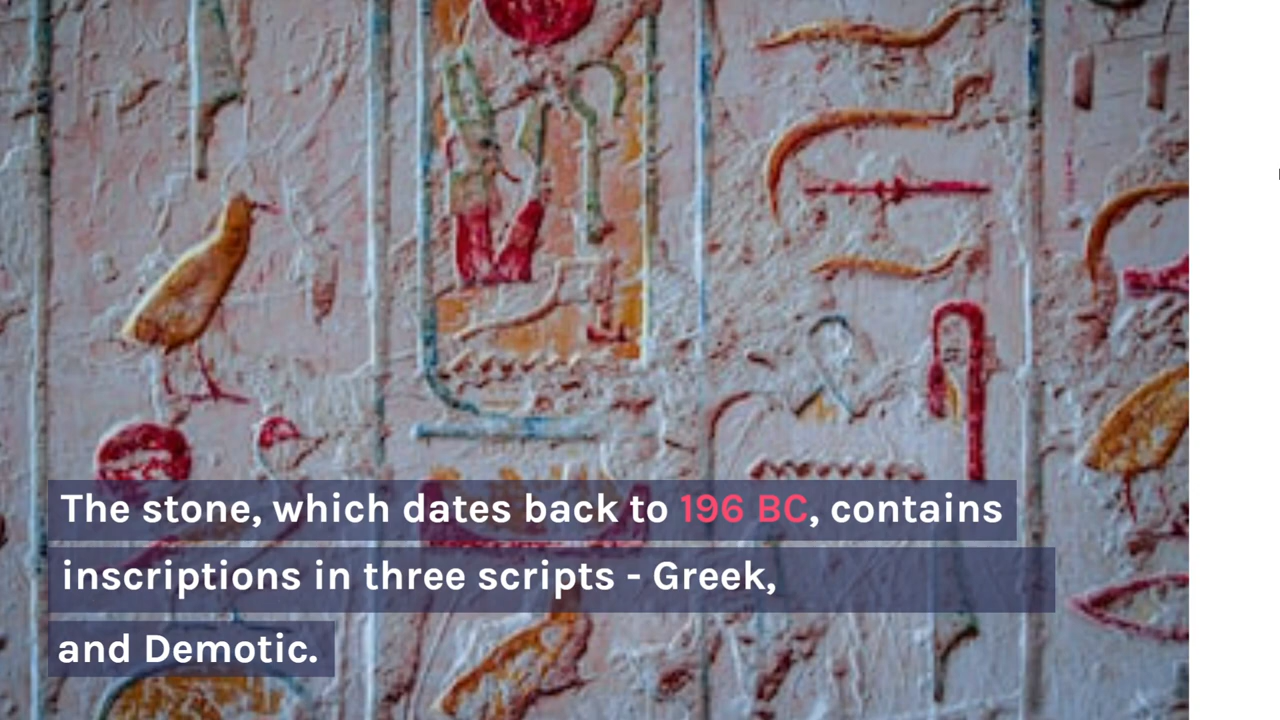 The stone, which dates back to 196 BC, contains
inscriptions in three scripts - Greek,
and Demotic.